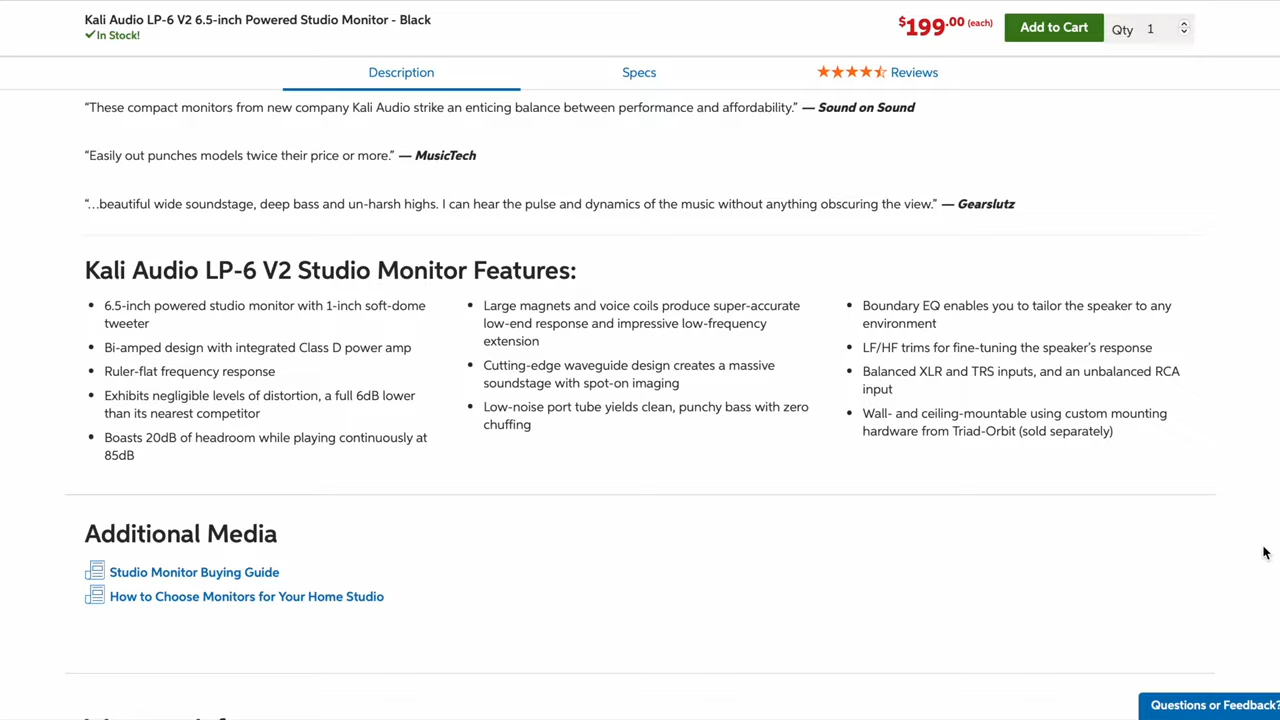 Kali Audio LP-6 V2 6.5-inch Powered Studio Monitor - Black
In Stock!
$199.00 (each)
Add to Cart
Qty 1
Description
Specs
Reviews
“These compact monitors from new company Kali Audio strike an enticing balance between performance and affordability.” — Sound on Sound
“Easily out punches models twice their price or more.” — MusicTech
“…beautiful wide soundstage, deep bass and un-harsh highs. I can hear the pulse and dynamics of the music without anything obscuring the view.” — Gearslutz
Kali Audio LP-6 V2 Studio Monitor Features:
6.5-inch powered studio monitor with 1-inch soft-dome
tweeter
Bi-amped design with integrated Class D power amp
Ruler-flat frequency response
Exhibits negligible levels of distortion, a full 6dB lower
than its nearest competitor
Boasts 20dB of headroom while playing continuously at
85dB
Large magnets and voice coils produce super-accurate
low-end response and impressive low-frequency
extension
Cutting-edge waveguide design creates a massive
soundstage with spot-on imaging
Low-noise port tube yields clean, punchy bass with zero
chuffing
Boundary EQ enables you to tailor the speaker to any
environment
LF/HF trims for fine-tuning the speaker’s response
Balanced XLR and TRS inputs, and an unbalanced RCA
input
Wall- and ceiling-mountable using custom mounting
hardware from Triad-Orbit (sold separately)
Additional Media
Studio Monitor Buying Guide
How to Choose Monitors for Your Home Studio
Questions or Feedback?